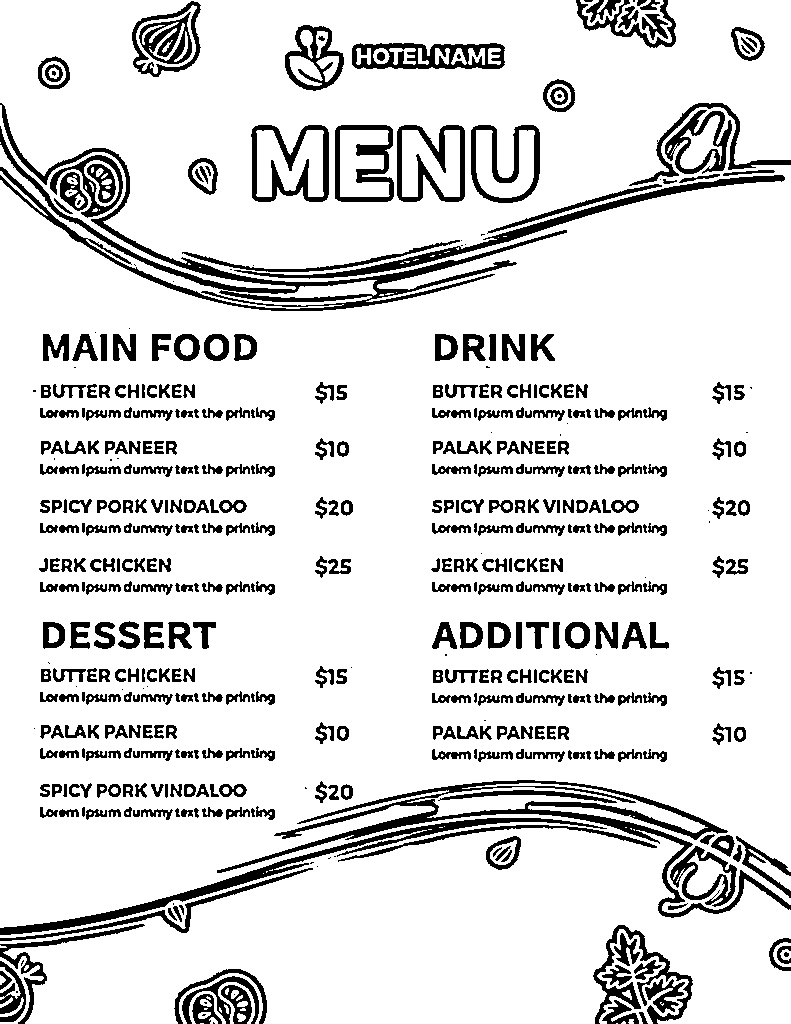 HOTEL NAME
MENU
MAIN FOOD
BUTTER CHICKEN $15
Lorem Ipsum dummy text the printing
PALAK PANEER $10
Lorem Ipsum dummy text the printing
SPICY PORK VINDALOO $20
Lorem Ipsum dummy text the printing
JERK CHICKEN $25
Lorem Ipsum dummy text the printing
DRINK
BUTTER CHICKEN $15
Lorem Ipsum dummy text the printing
PALAK PANEER $10
Lorem Ipsum dummy text the printing
SPICY PORK VINDALOO $20
Lorem Ipsum dummy text the printing
JERK CHICKEN $25
Lorem Ipsum dummy text the printing
DESSERT
BUTTER CHICKEN $15
Lorem Ipsum dummy text the printing
PALAK PANEER $10
Lorem Ipsum dummy text the printing
SPICY PORK VINDALOO $20
Lorem Ipsum dummy text the printing
ADDITIONAL
BUTTER CHICKEN $15
Lorem Ipsum dummy text the printing
PALAK PANEER $10
Lorem Ipsum dummy text the printing